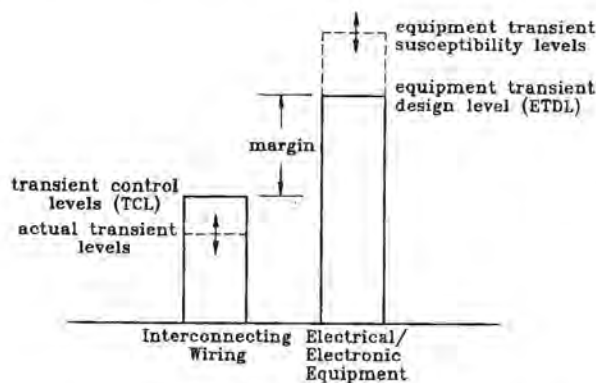 equipment transient
susceptibility levels
equipment transient
design level (ETDL)
margin
transient control
levels (TCL)
actual transient
levels
Interconnecting
Wiring
Electrical/
Electronic
Equipment